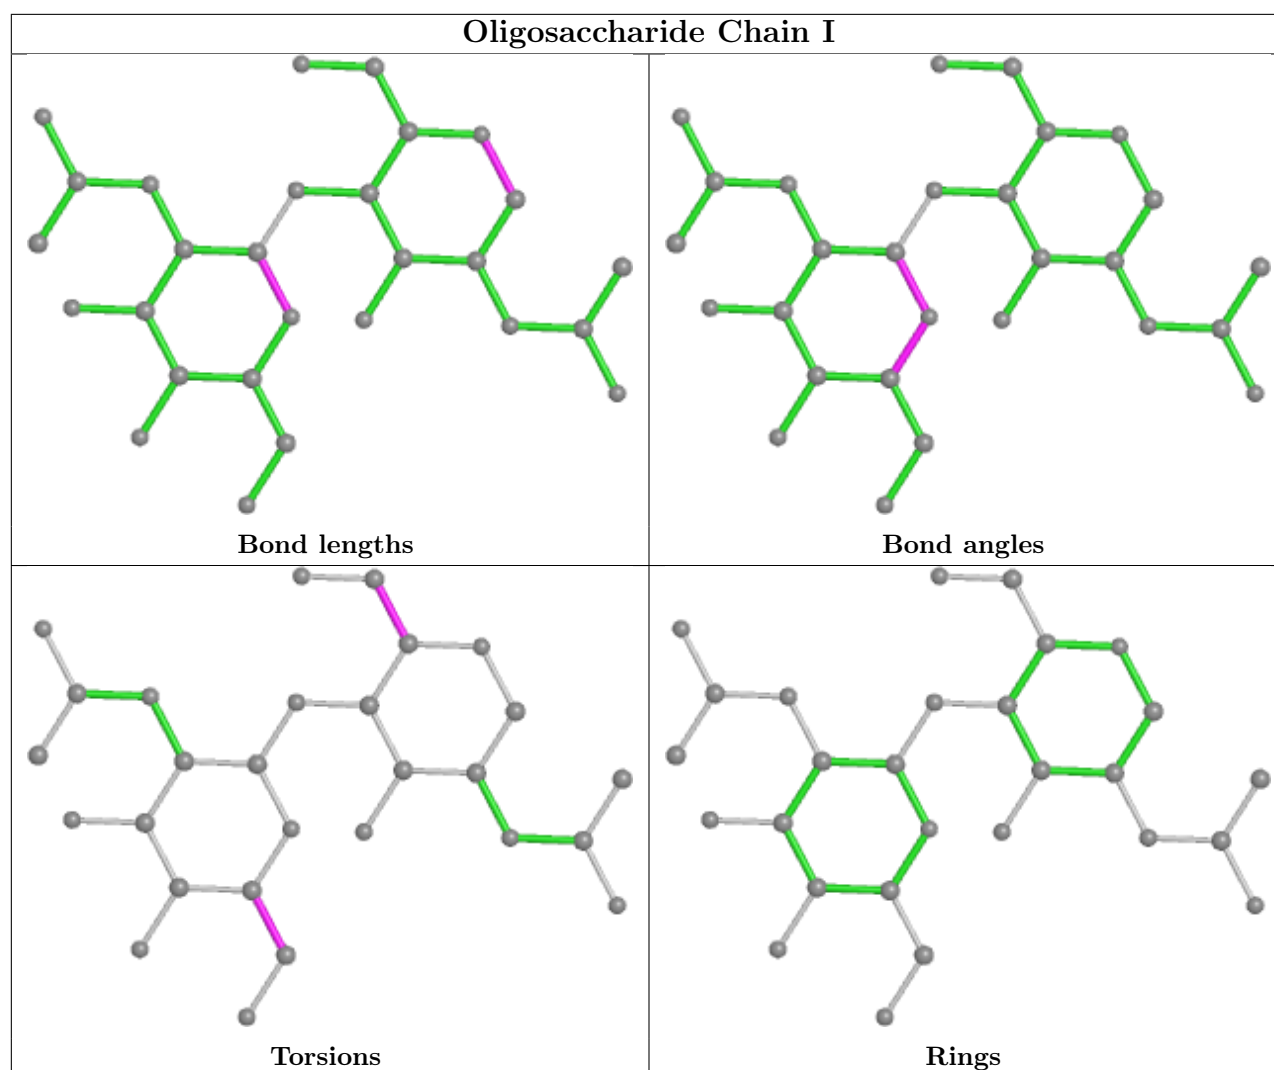 Oligosaccharide Chain I
Bond lengths
Bond angles
Torsions
Rings